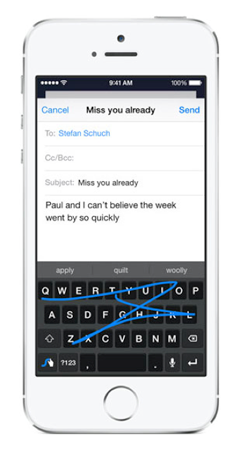 9:41 AM 100%
Cancel Miss you already Send
To: Stefan Schuch
Cc/Bcc:
Subject: Miss you already
Paul and I can't believe the week
went by so quickly
apply quilt woolly
Q W E R T Y U I O P
A S D F G H J K L
Z X C V B N M
?123 , .